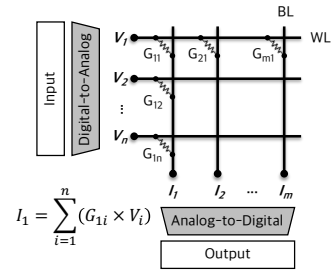 BL
V1 WL
G11 G21 Gm1
V2
G12
⋮
Vn
G1n
Input
Digital-to-Analog
I1 I2 ... Im
I1 = ∑_{i=1}^{n} (G1i × Vi)
Analog-to-Digital
Output